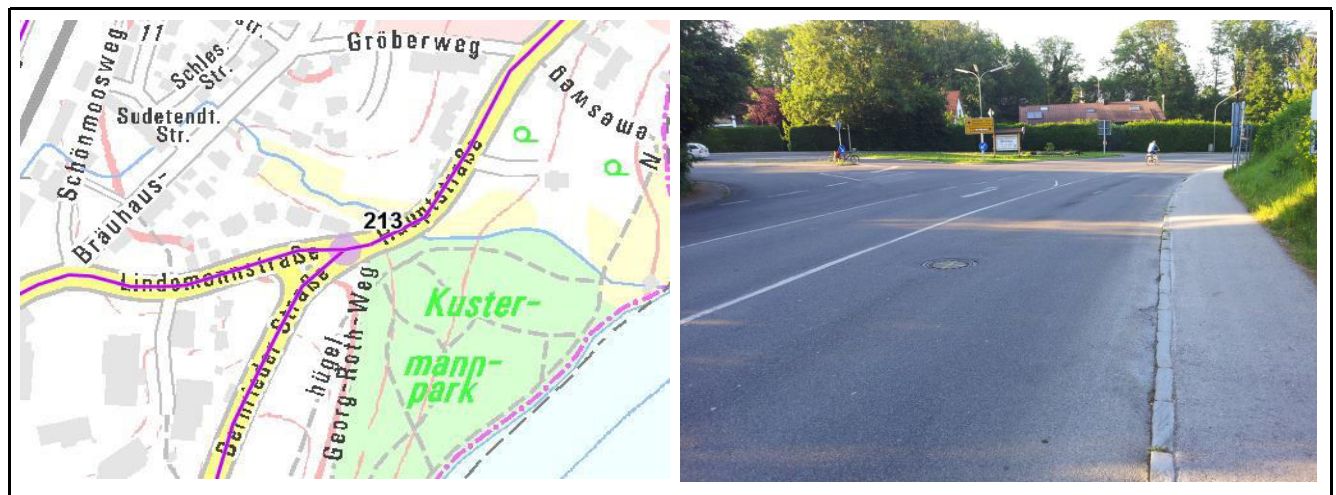 Schönmoosweg
11
Schles.
Str.
Gröberweg
Sudetendt.
Str.
Bräuhaus-
Lindemannstraße
213
Hauptstraße
Bernrieder Straße
hügel
Georg-Roth-Weg
Kuster-
mann-
park
P
P